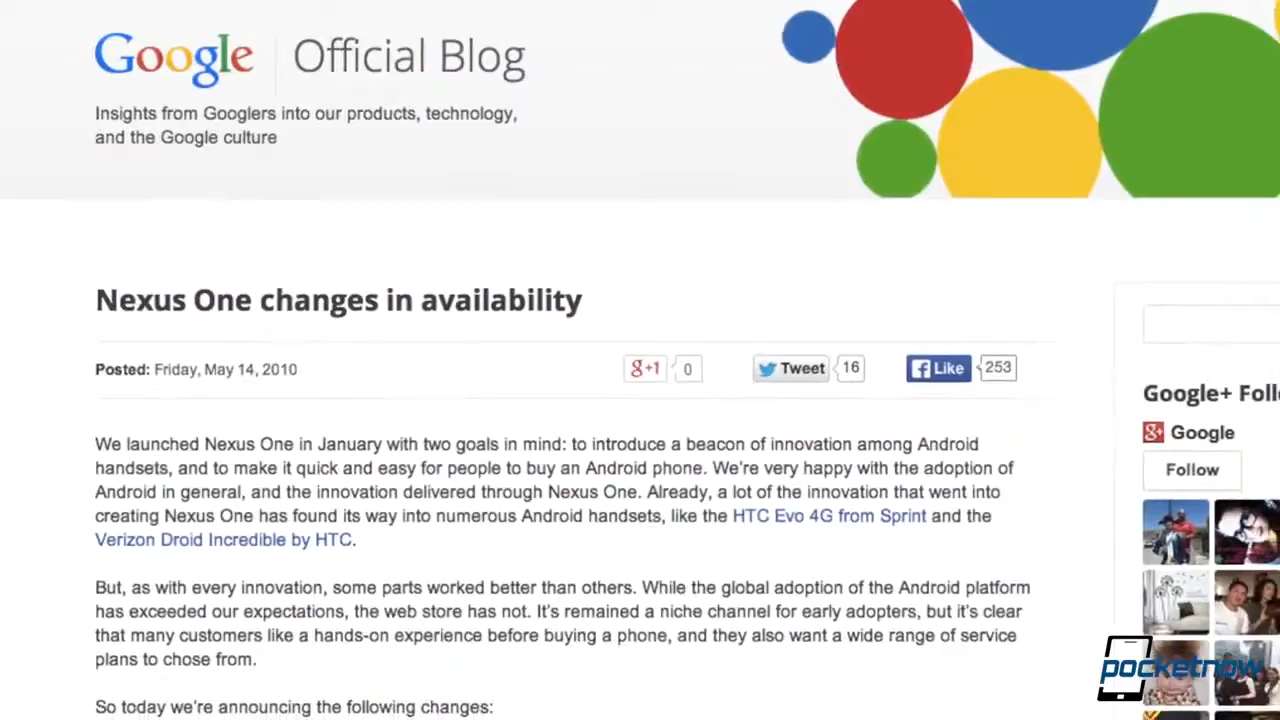 Google Official Blog
Insights from Googlers into our products, technology,
and the Google culture
Nexus One changes in availability
Posted: Friday, May 14, 2010
g+1 0 Tweet 16 Like 253
We launched Nexus One in January with two goals in mind: to introduce a beacon of innovation among Android
handsets, and to make it quick and easy for people to buy an Android phone. We're very happy with the adoption of
Android in general, and the innovation delivered through Nexus One. Already, a lot of the innovation that went into
creating Nexus One has found its way into numerous Android handsets, like the HTC Evo 4G from Sprint and the
Verizon Droid Incredible by HTC.
But, as with every innovation, some parts worked better than others. While the global adoption of the Android platform
has exceeded our expectations, the web store has not. It's remained a niche channel for early adopters, but it's clear
that many customers like a hands-on experience before buying a phone, and they also want a wide range of service
plans to chose from.
So today we're announcing the following changes:
Google+ Foll
g+ Google
Follow
pocketnow